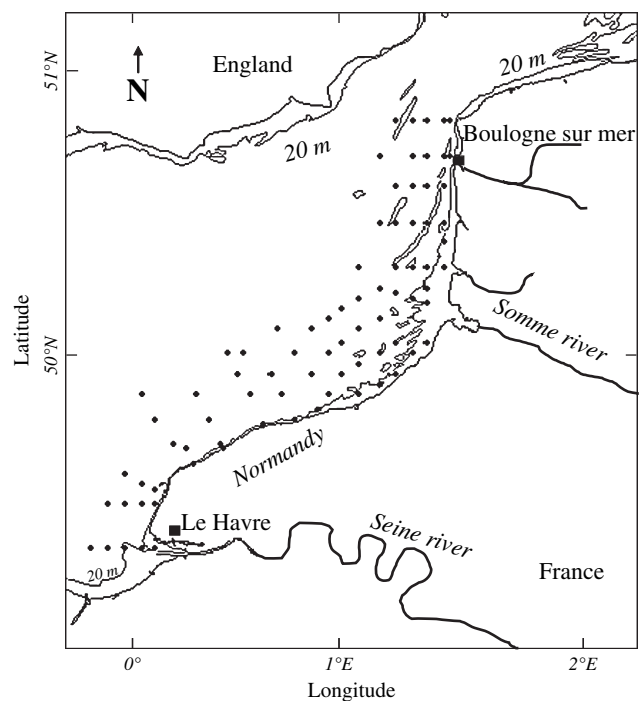 51°N
N
England
20 m
20 m
Boulogne sur mer
Latitude
50°N
Somme river
Normandy
Le Havre
Seine river
20 m
France
0°
1°E
2°E
Longitude